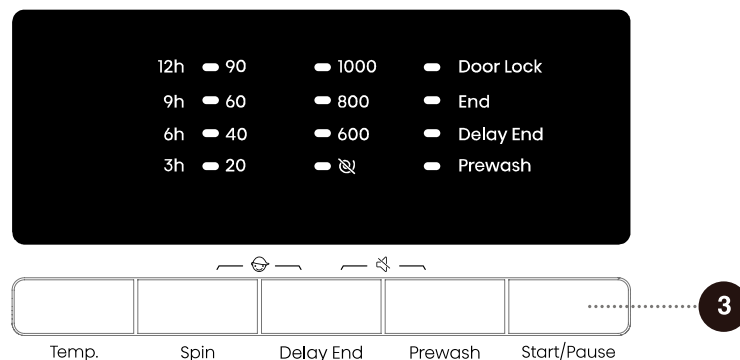 12h 90 1000 Door Lock
9h 60 800 End
6h 40 600 Delay End
3h 20 Prewash
3
Temp. Spin Delay End Prewash Start/Pause